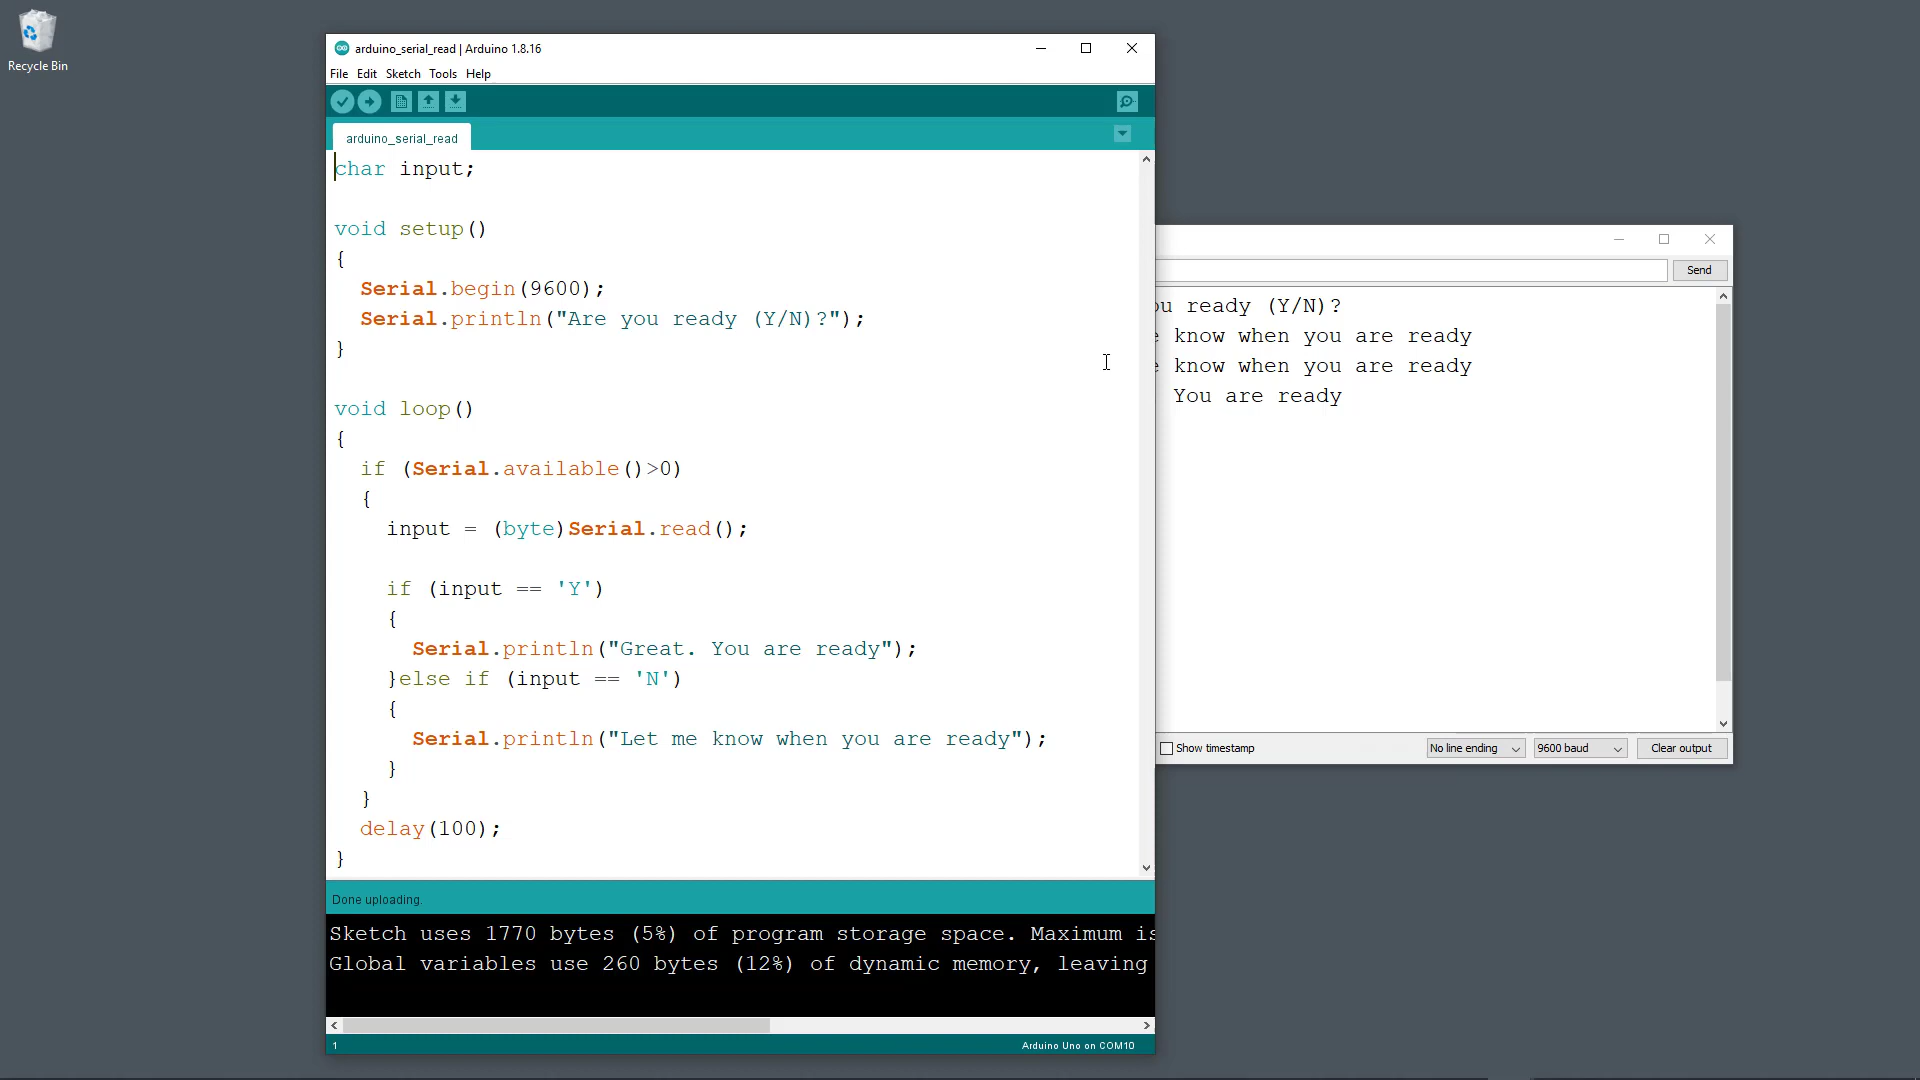 Recycle Bin
arduino_serial_read | Arduino 1.8.16
File Edit Sketch Tools Help
arduino_serial_read
char input;
void setup()
{
Serial.begin(9600);
Serial.println("Are you ready (Y/N)?");
}
void loop()
{
if (Serial.available()>0)
{
input = (byte)Serial.read();
if (input == 'Y')
{
Serial.println("Great. You are ready");
}else if (input == 'N')
{
Serial.println("Let me know when you are ready");
}
}
delay(100);
}
Done uploading.
Sketch uses 1770 bytes (5%) of program storage space. Maximum is
Global variables use 260 bytes (12%) of dynamic memory, leaving
1
Arduino Uno on COM10
Send
ready (Y/N)?
know when you are ready
know when you are ready
You are ready
Show timestamp
No line ending
9600 baud
Clear output